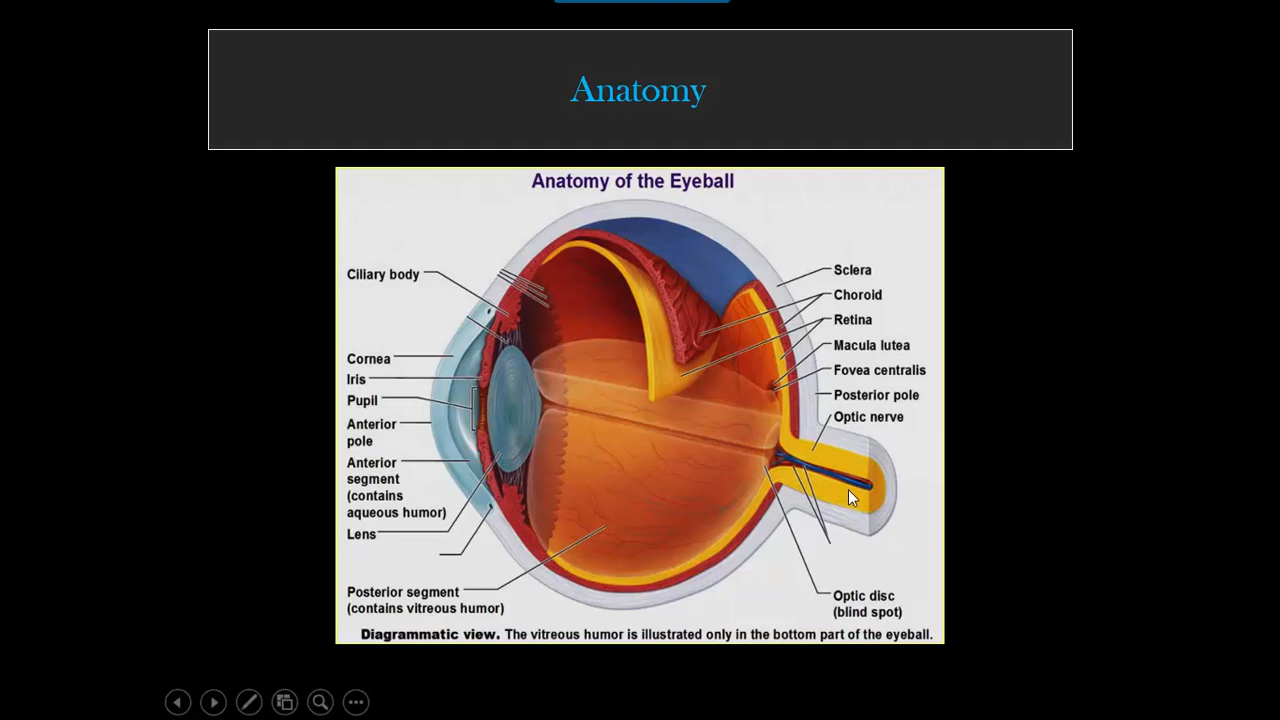 Anatomy
Anatomy of the Eyeball
Ciliary body
Cornea
Iris
Pupil
Anterior
pole
Anterior
segment
(contains
aqueous humor)
Lens
Posterior segment
(contains vitreous humor)
Sclera
Choroid
Retina
Macula lutea
Fovea centralis
Posterior pole
Optic nerve
Optic disc
(blind spot)
Diagrammatic view. The vitreous humor is illustrated only in the bottom part of the eyeball.